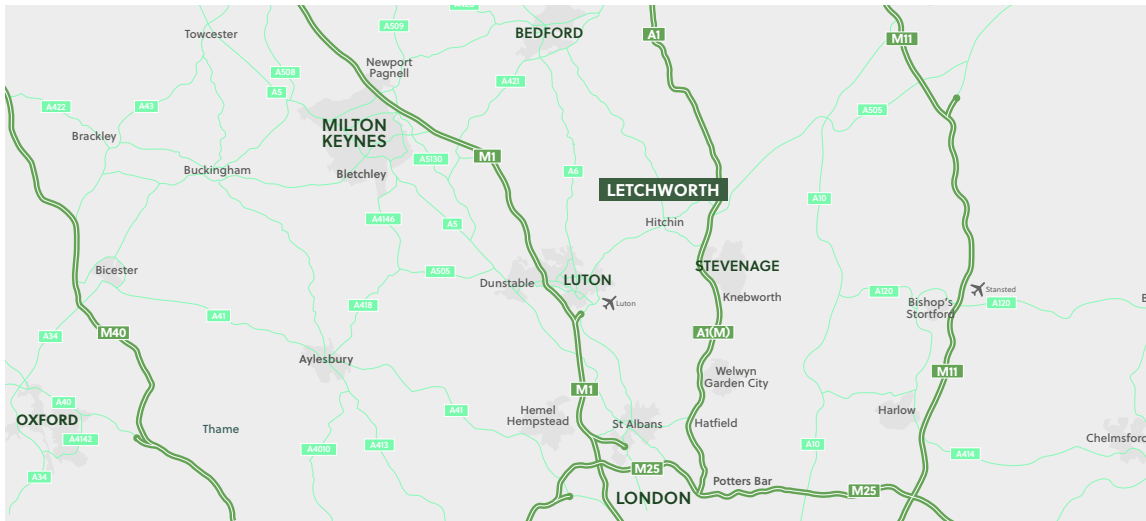 A428
A509
Towcester
BEDFORD
A1
M11
Newport
Pagnell
A508
A421
A5
A422
A43
A505
MILTON
KEYNES
Brackley
M1
A5130
Buckingham
Bletchley
A6
LETCHWORTH
A10
A4146
A5
Hitchin
Bicester
A505
Dunstable
LUTON
STEVENAGE
Luton
Knebworth
Stansted
A120
A120
Bishop's
Stortford
A418
A41
A34
M40
A1(M)
Aylesbury
Welwyn
Garden City
M11
M1
A40
A41
Hemel
Hempstead
Harlow
OXFORD
Thame
St Albans
Hatfield
A4142
A4010
A413
A10
A414
Chelmsford
A34
M25
Potters Bar
M25
LONDON